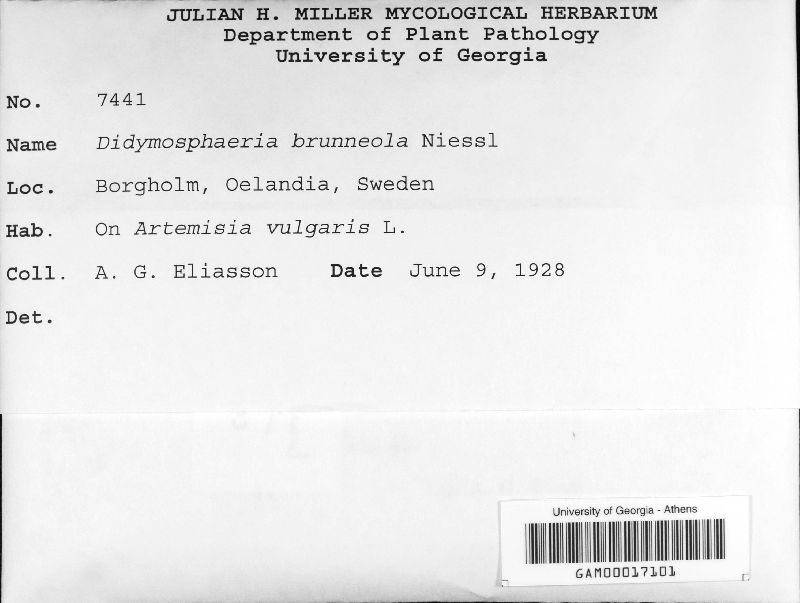 JULIAN H. MILLER MYCOLOGICAL HERBARIUM
Department of Plant Pathology
University of Georgia
No. 7441
Name Didymosphaeria brunneola Niessl
Loc. Borgholm, Oelandia, Sweden
Hab. On Artemisia vulgaris L.
Coll. A. G. Eliasson Date June 9, 1928
Det.
University of Georgia - Athens
GAM00017101